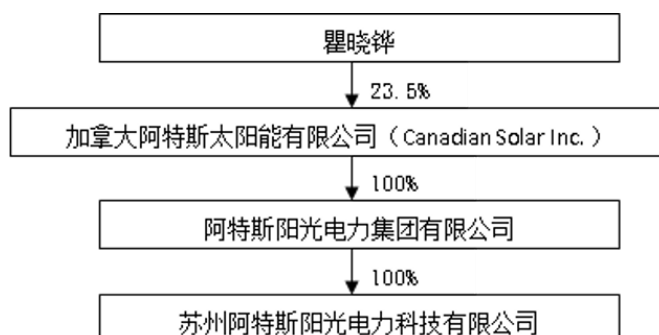 瞿晓铧
23.5%
加拿大阿特斯太阳能有限公司（Canadian Solar Inc.）
100%
阿特斯阳光电力集团有限公司
100%
苏州阿特斯阳光电力科技有限公司